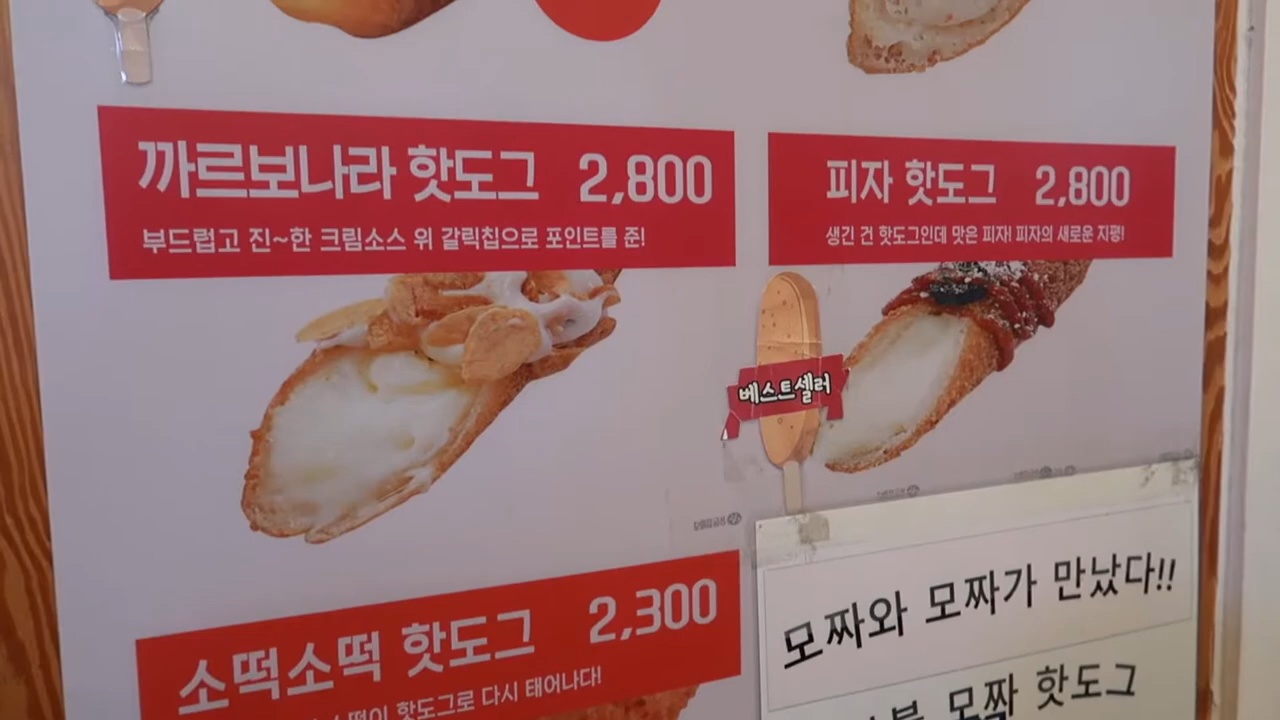 까르보나라 핫도그 2,800
부드럽고 진~한 크림소스 위 갈릭칩으로 포인트를 준!
피자 핫도그 2,800
생긴 건 핫도그인데 맛은 피자! 피자의 새로운 지평!
베스트셀러
소떡소떡 핫도그 2,300
핫도그로 다시 태어나다!
모짜와 모짜가 만났다!!
모짜 핫도그